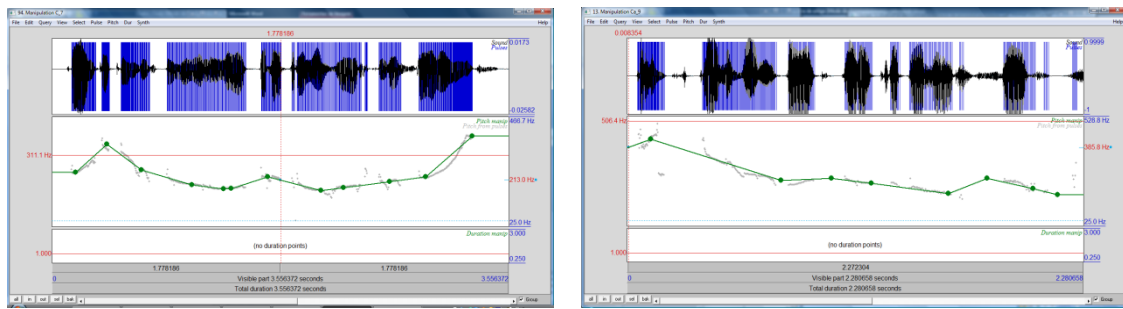 94. Manipulation C_7
File Edit Query View Select Pulse Pitch Dur Synth Help
1.778186
Sound
Pulses
0.0173
-0.02582
Pitch manip
Pitch from pulses
466.7 Hz
311.1 Hz
213.0 Hz
25.0 Hz
Duration manip
3.000
(no duration points)
1.000
0.250
1.778186 1.778186
0 Visible part 3.556372 seconds 3.556372
Total duration 3.556372 seconds
all in out sel bak Group
13. Manipulation Ca_9
File Edit Query View Select Pulse Pitch Dur Synth Help
0.008354
Sound
Pulses
0.9999
-1
506.4 Hz
Pitch manip
Pitch from pulses
528.8 Hz
385.8 Hz
25.0 Hz
Duration manip
3.000
(no duration points)
1.000
0.250
2.272304
0 Visible part 2.280658 seconds 2.280658
Total duration 2.280658 seconds
all in out sel bak Group